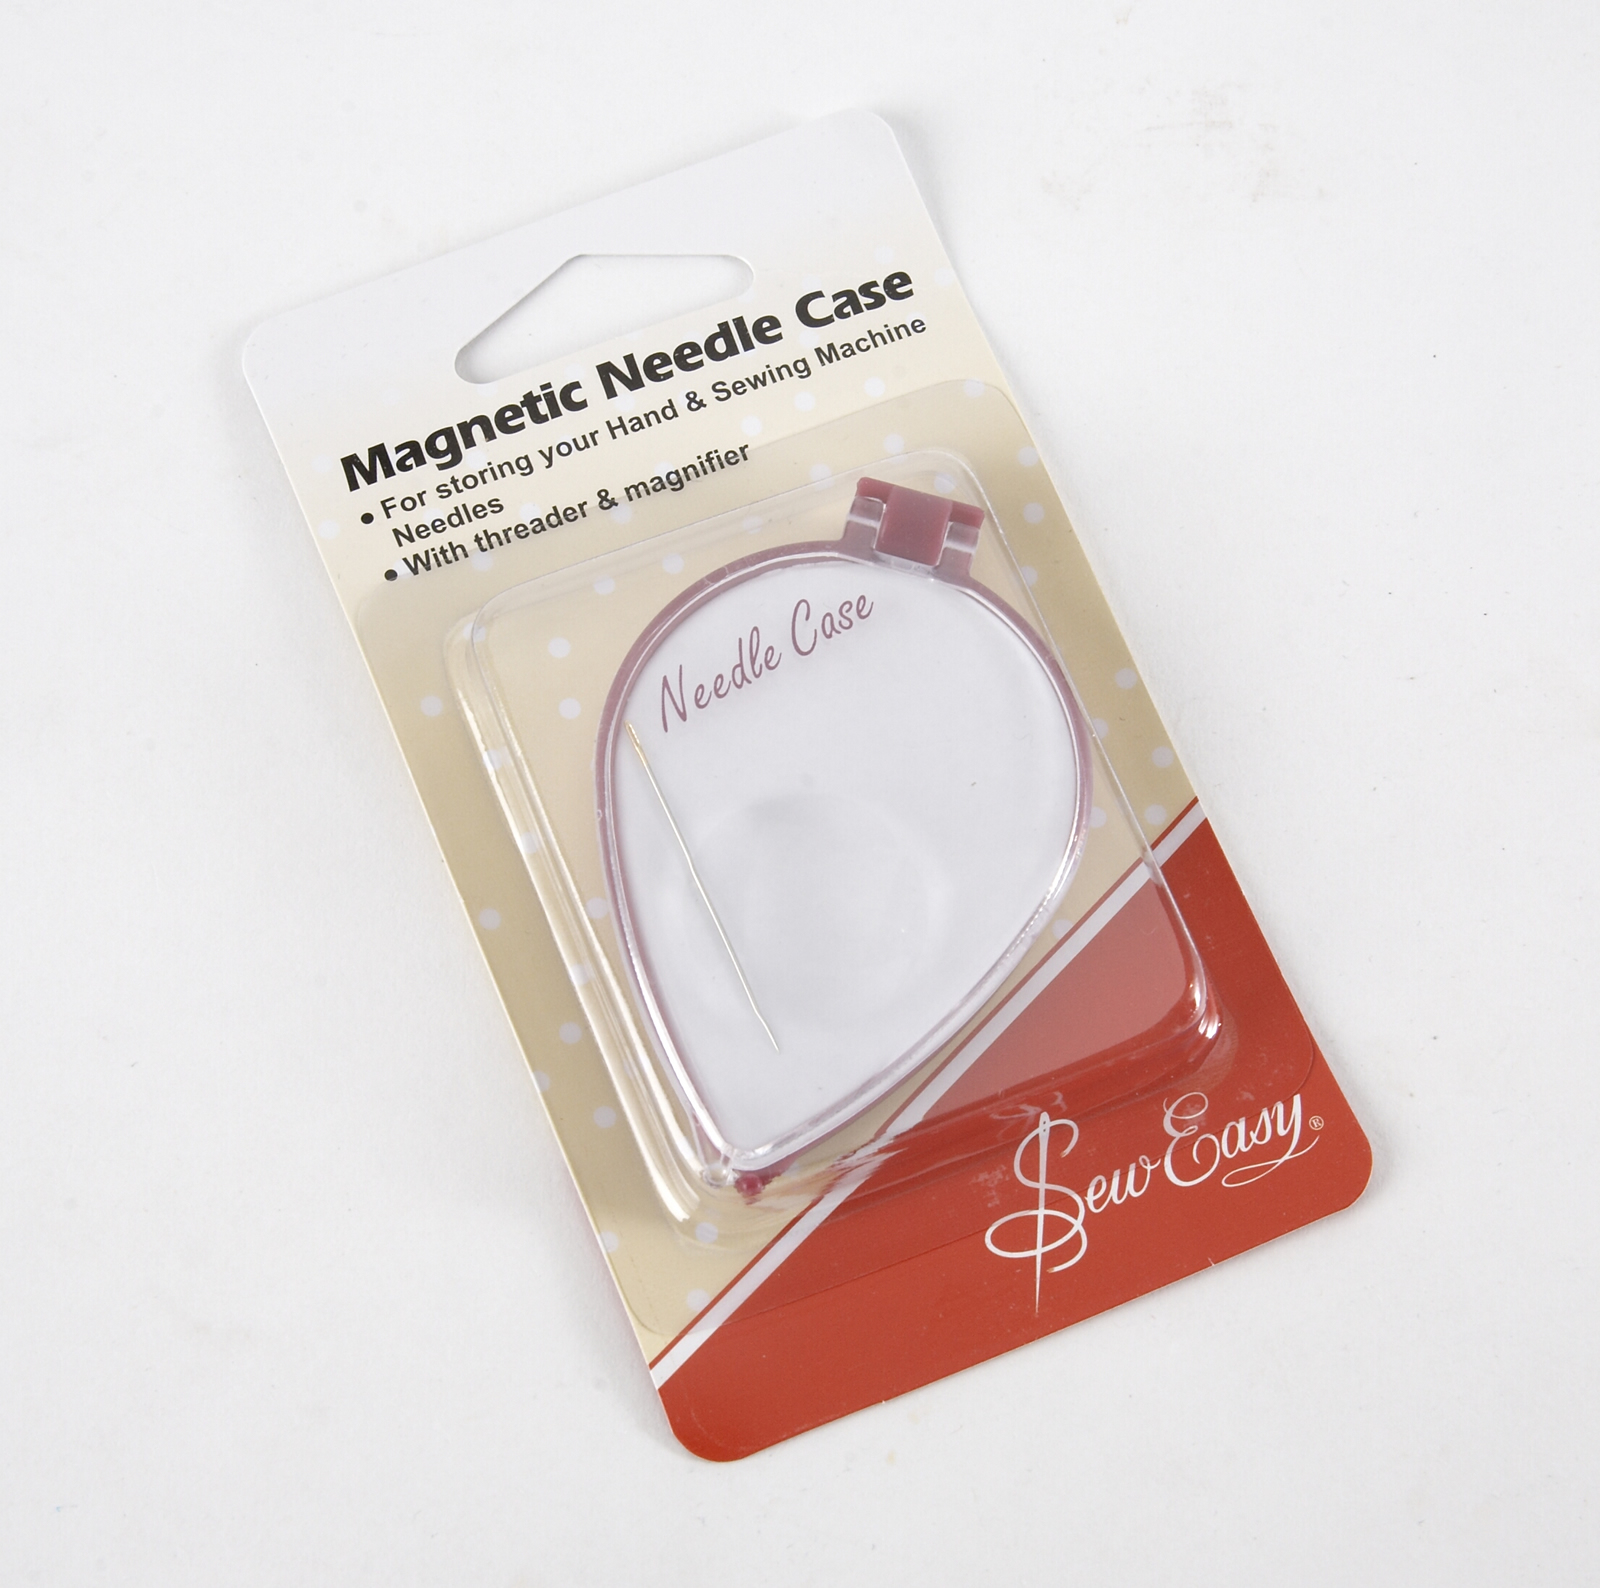 Magnetic Needle Case
• For storing your Hand & Sewing Machine
Needles
• With threader & magnifier
Needle Case
Sew Easy®